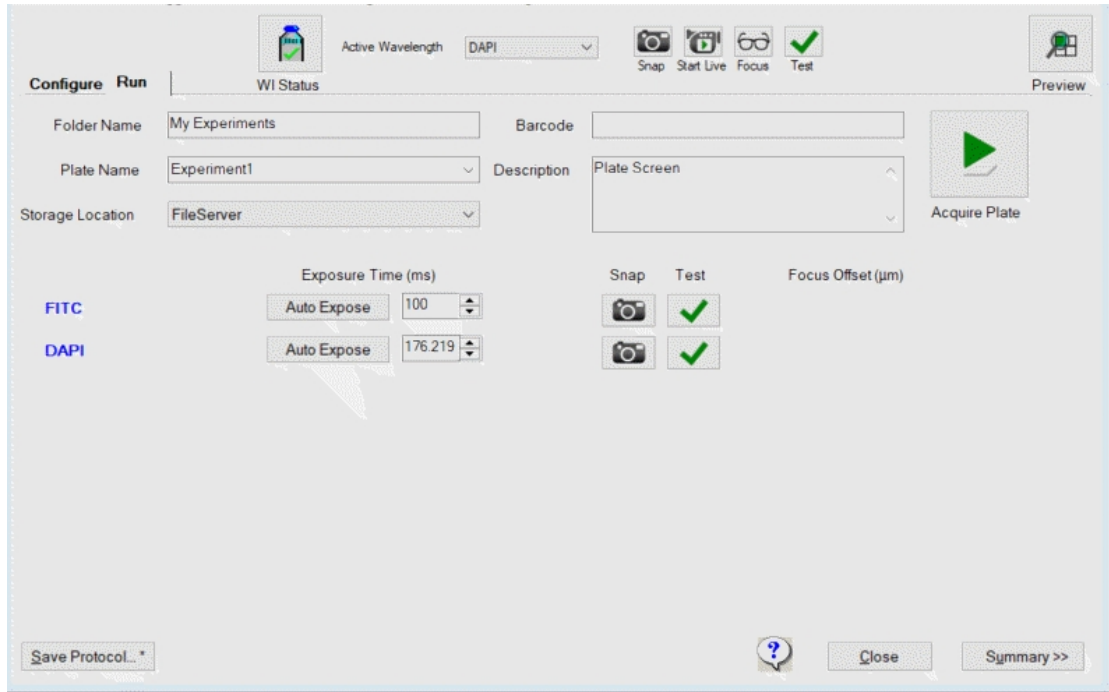 Active Wavelength DAPI
Snap Start Live Focus Test
Configure Run WI Status Preview
Folder Name My Experiments Barcode
Plate Name Experiment1 Description Plate Screen
Storage Location FileServer Acquire Plate
Exposure Time (ms) Snap Test Focus Offset (µm)
FITC Auto Expose 100
DAPI Auto Expose 176.219
Save Protocol... * ? Close Summary >>